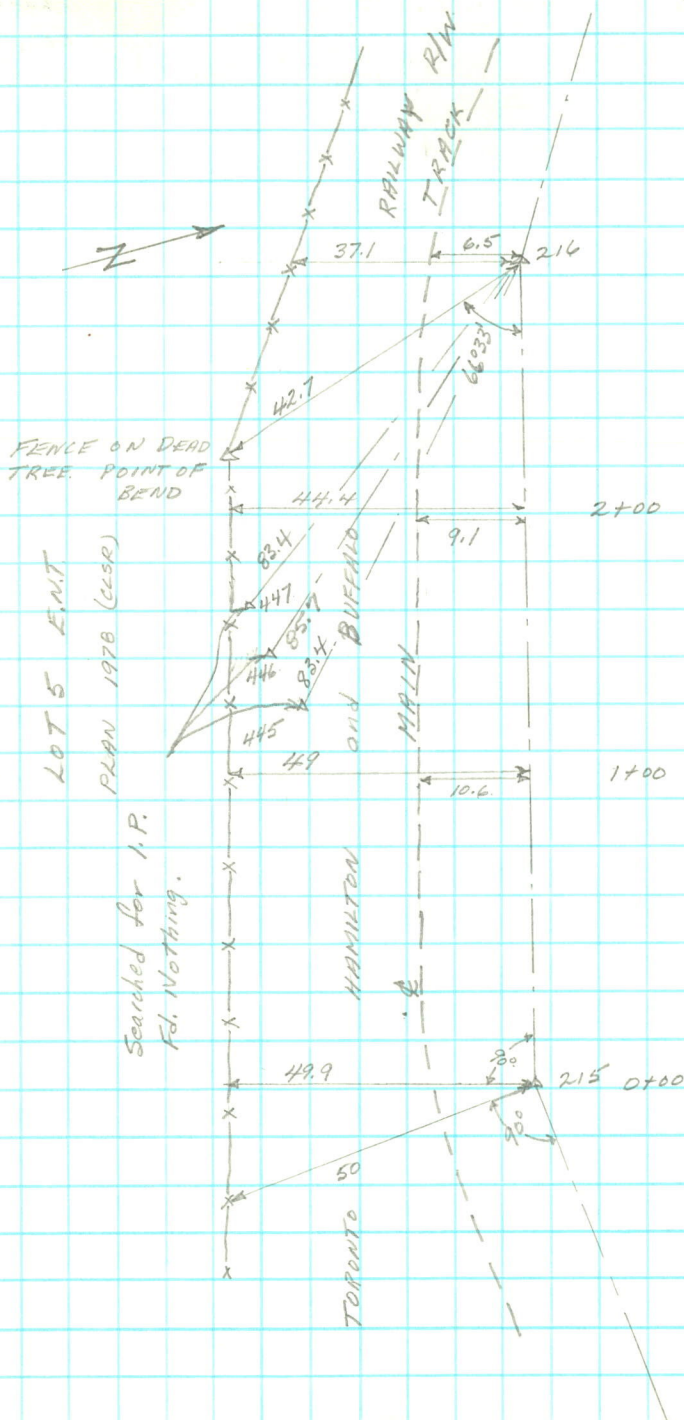 RAILWAY R/W
TRACK
N
37.1
6.5
216
66°33'
42.7
FENCE ON DEAD
TREE. POINT OF
BEND
44.4
9.1
2+00
83.4
447
85.7
446
83.4
445
LOT 5 E.N.T
PLAN 1978 (CLSR)
and BUFFALO
MAIN
49
10.6
1+00
Searched for I.P.
Fd. Nothing.
HAMILTON
℄
49.9
90°
215
0+00
90°
50
TORONTO